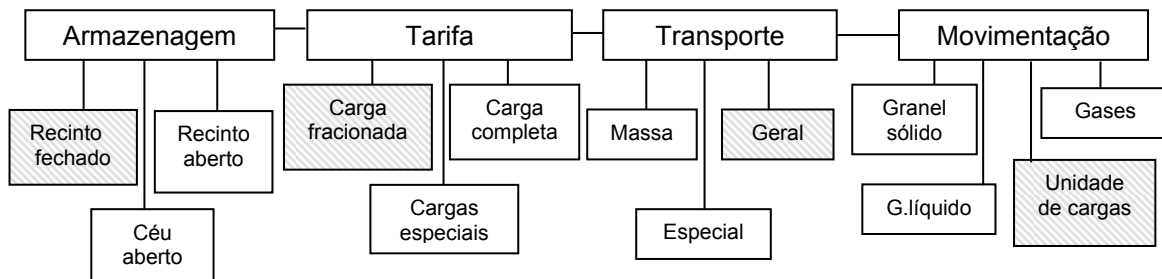 Armazenagem
Tarifa
Transporte
Movimentação
Recinto
fechado
Céu
aberto
Recinto
aberto
Carga
fracionada
Cargas
especiais
Carga
completa
Massa
Especial
Geral
Granel
sólido
G.líquido
Unidade
de cargas
Gases